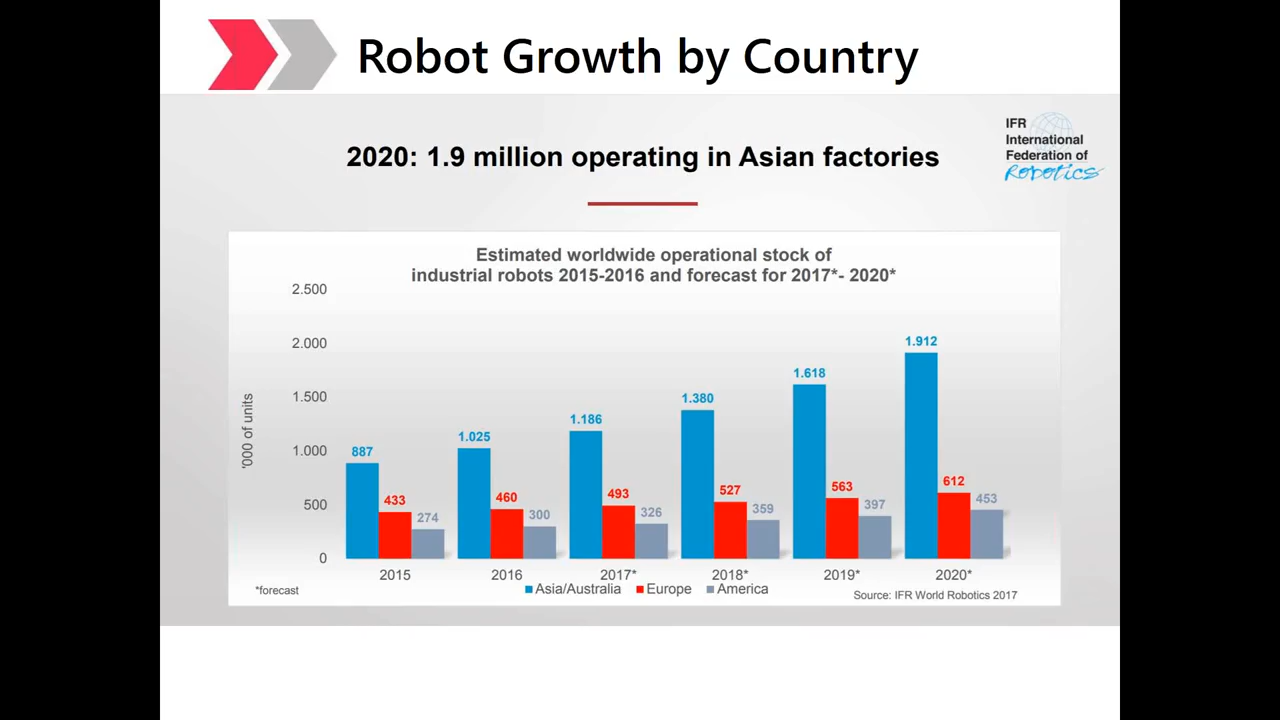 Robot Growth by Country
2020: 1.9 million operating in Asian factories
IFR
International
Federation of
Robotics
Estimated worldwide operational stock of
industrial robots 2015-2016 and forecast for 2017*- 2020*
'000 of units
2.500
2.000
1.500
1.000
500
0
887
433
274
1.025
460
300
1.186
493
326
1.380
527
359
1.618
563
397
1.912
612
453
2015
2016
2017*
2018*
2019*
2020*
*forecast
Asia/Australia
Europe
America
Source: IFR World Robotics 2017